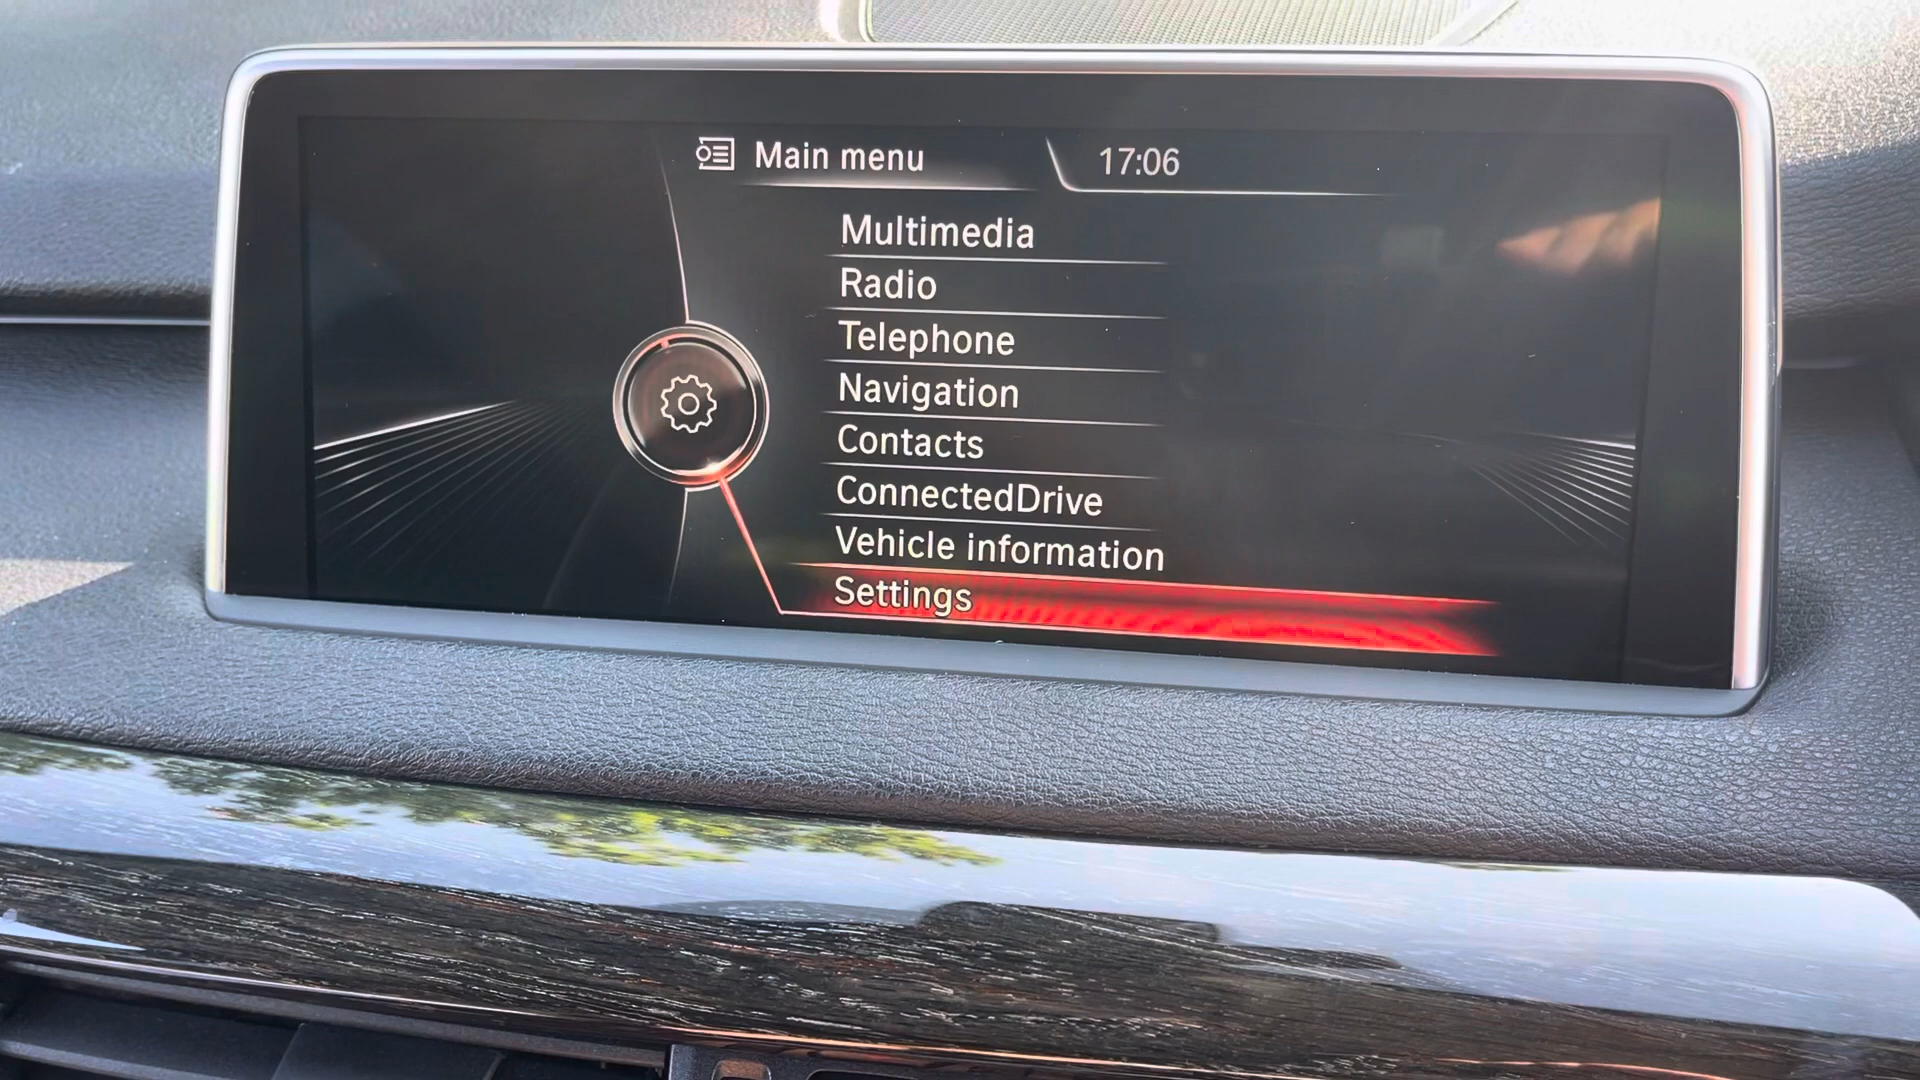 Main menu
17:06
Multimedia
Radio
Telephone
Navigation
Contacts
ConnectedDrive
Vehicle information
Settings